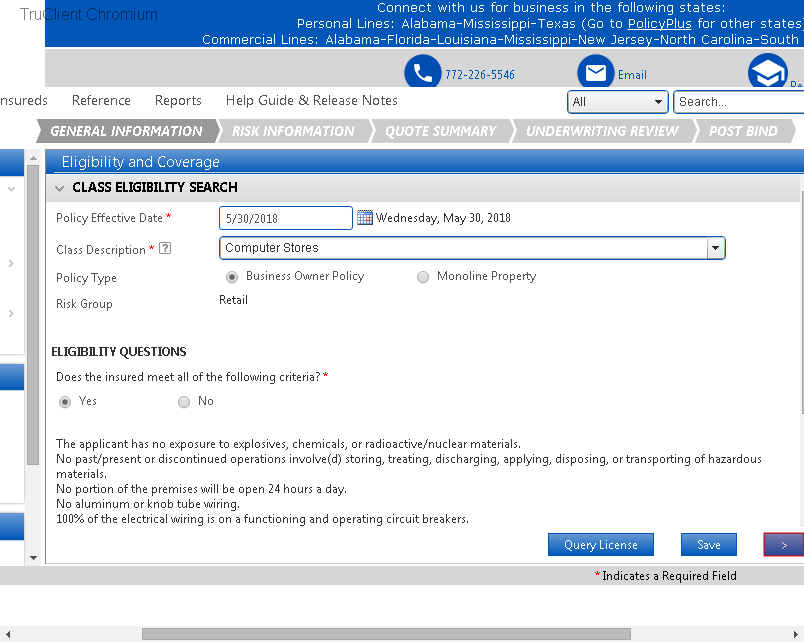 TruClient Chromium
Connect with us for business in the following states:
Personal Lines: Alabama-Mississippi-Texas (Go to PolicyPlus for other states
Commercial Lines: Alabama-Florida-Louisiana-Mississippi-New Jersey-North Carolina-South
772-226-5546 Email
nsureds Reference Reports Help Guide & Release Notes All Search...
GENERAL INFORMATION RISK INFORMATION QUOTE SUMMARY UNDERWRITING REVIEW POST BIND
Eligibility and Coverage
CLASS ELIGIBILITY SEARCH
Policy Effective Date * 5/30/2018 Wednesday, May 30, 2018
Class Description * ? Computer Stores
Policy Type Business Owner Policy Monoline Property
Risk Group Retail
ELIGIBILITY QUESTIONS
Does the insured meet all of the following criteria? *
Yes No
The applicant has no exposure to explosives, chemicals, or radioactive/nuclear materials.
No past/present or discontinued operations involve(d) storing, treating, discharging, applying, disposing, or transporting of hazardous
materials.
No portion of the premises will be open 24 hours a day.
No aluminum or knob tube wiring.
100% of the electrical wiring is on a functioning and operating circuit breakers.
Query License Save >
* Indicates a Required Field